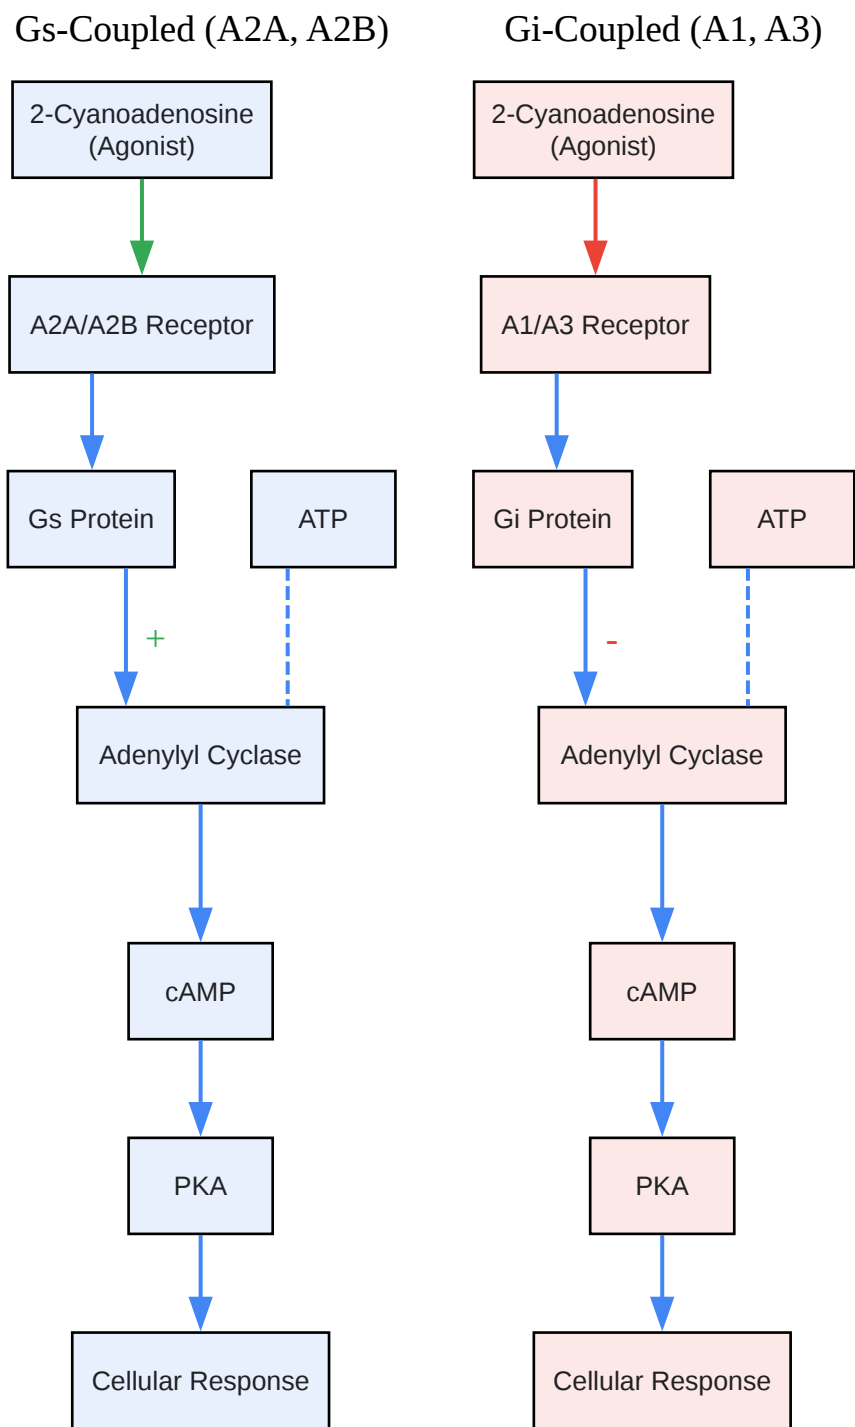 Gs-Coupled (A2A, A2B)
2-Cyanoadenosine
(Agonist)
A2A/A2B Receptor
Gs Protein
ATP
+
Adenylyl Cyclase
cAMP
PKA
Cellular Response
Gi-Coupled (A1, A3)
2-Cyanoadenosine
(Agonist)
A1/A3 Receptor
Gi Protein
ATP
-
Adenylyl Cyclase
cAMP
PKA
Cellular Response